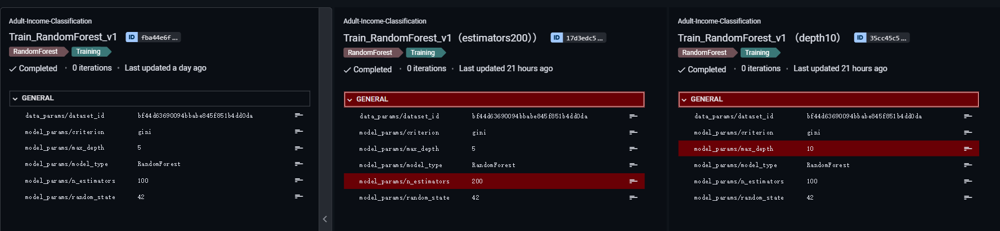 Adult-Income-Classification
Train_RandomForest_v1 ID fba44e6f...
RandomForest Training
Completed · 0 iterations · Last updated a day ago
GENERAL
data_params/dataset_id bf44d63690094bbabe845f851b4dd0da
model_params/criterion gini
model_params/max_depth 5
model_params/model_type RandomForest
model_params/n_estimators 100
model_params/random_state 42
Adult-Income-Classification
Train_RandomForest_v1（estimators200)） ID 17d3edc5...
RandomForest Training
Completed · 0 iterations · Last updated 21 hours ago
GENERAL
data_params/dataset_id bf44d63690094bbabe845f851b4dd0da
model_params/criterion gini
model_params/max_depth 5
model_params/model_type RandomForest
model_params/n_estimators 200
model_params/random_state 42
Adult-Income-Classification
Train_RandomForest_v1 （depth10） ID 35cc45c5...
RandomForest Training
Completed · 0 iterations · Last updated 21 hours ago
GENERAL
data_params/dataset_id bf44d63690094bbabe845f851b4dd0da
model_params/criterion gini
model_params/max_depth 10
model_params/model_type RandomForest
model_params/n_estimators 100
model_params/random_state 42